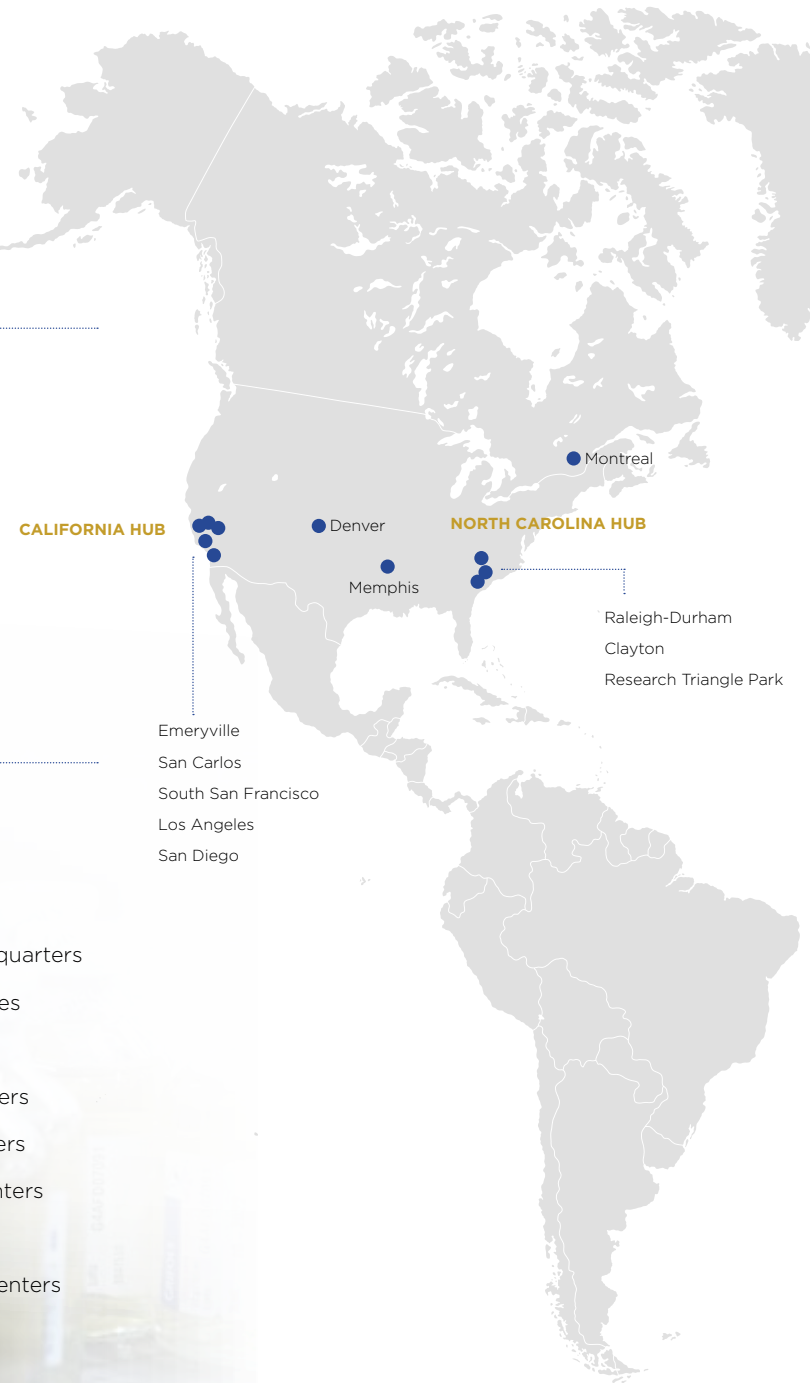 Montreal
CALIFORNIA HUB
Denver
NORTH CAROLINA HUB
Memphis
Raleigh-Durham
Clayton
Research Triangle Park
Emeryville
San Carlos
South San Francisco
Los Angeles
San Diego
quarters
es
ers
ers
nters
enters